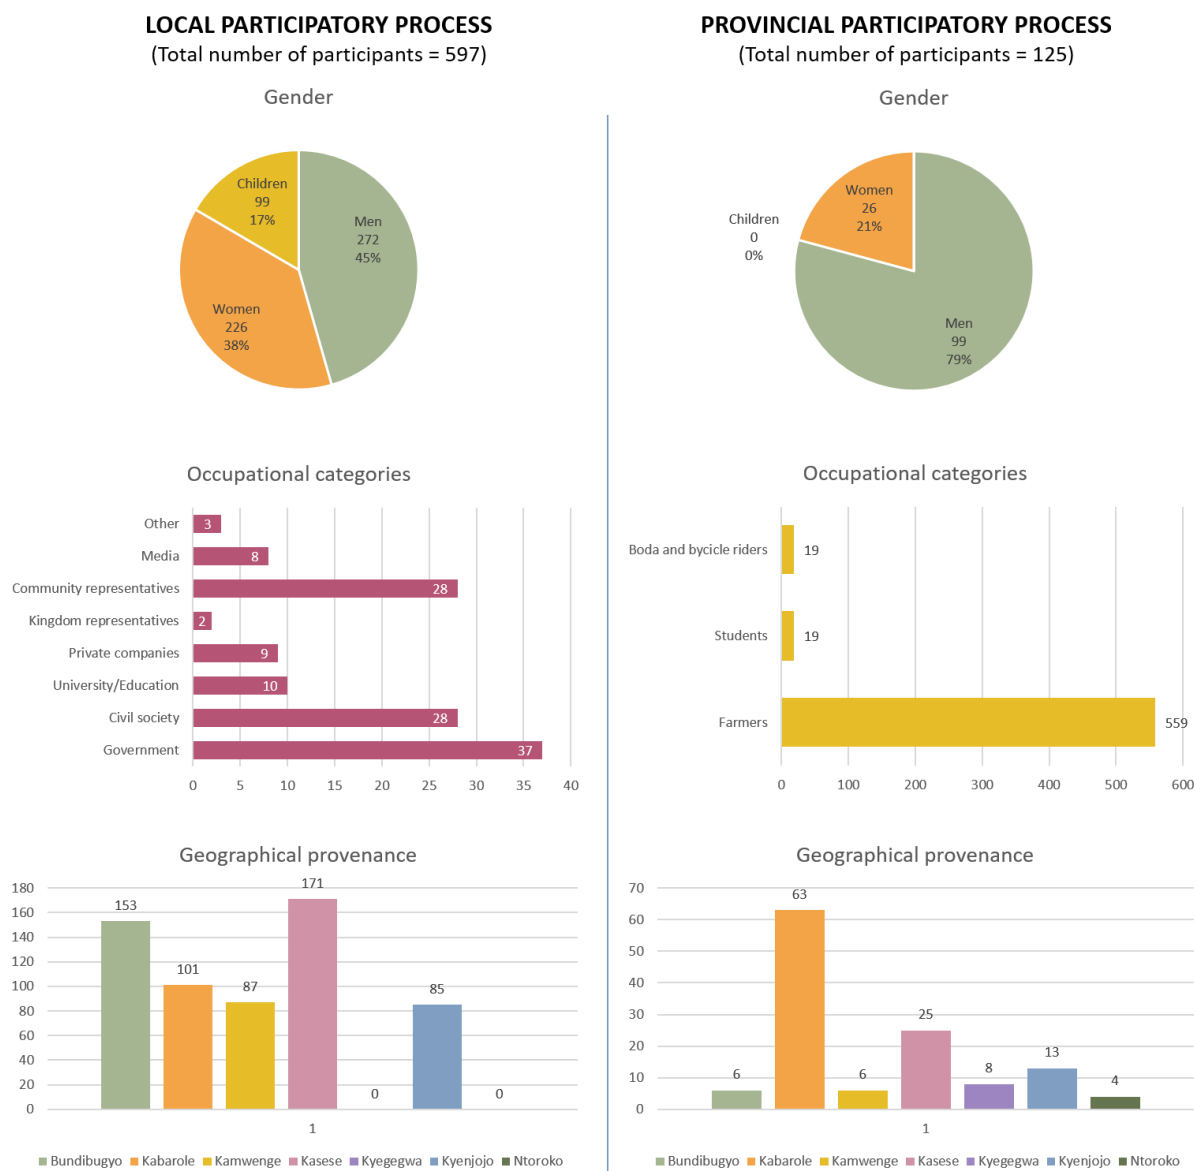 LOCAL PARTICIPATORY PROCESS
(Total number of participants = 597)
Gender
Children
99
17%
Men
272
45%
Women
226
38%
Occupational categories
Other
3
Media
8
Community representatives
28
Kingdom representatives
2
Private companies
9
University/Education
10
Civil society
28
Government
37
0 5 10 15 20 25 30 35 40
Geographical provenance
180
160
140
120
100
80
60
40
20
0
153
101
87
171
0
85
0
1
Bundibugyo Kabarole Kamwenge Kasese Kyegegwa Kyenjojo Ntoroko
PROVINCIAL PARTICIPATORY PROCESS
(Total number of participants = 125)
Gender
Women
26
21%
Children
0
0%
Men
99
79%
Occupational categories
Boda and bycicle riders
19
Students
19
Farmers
559
0 100 200 300 400 500 600
Geographical provenance
70
60
50
40
30
20
10
0
6
63
6
25
8
13
4
1
Bundibugyo Kabarole Kamwenge Kasese Kyegegwa Kyenjojo Ntoroko